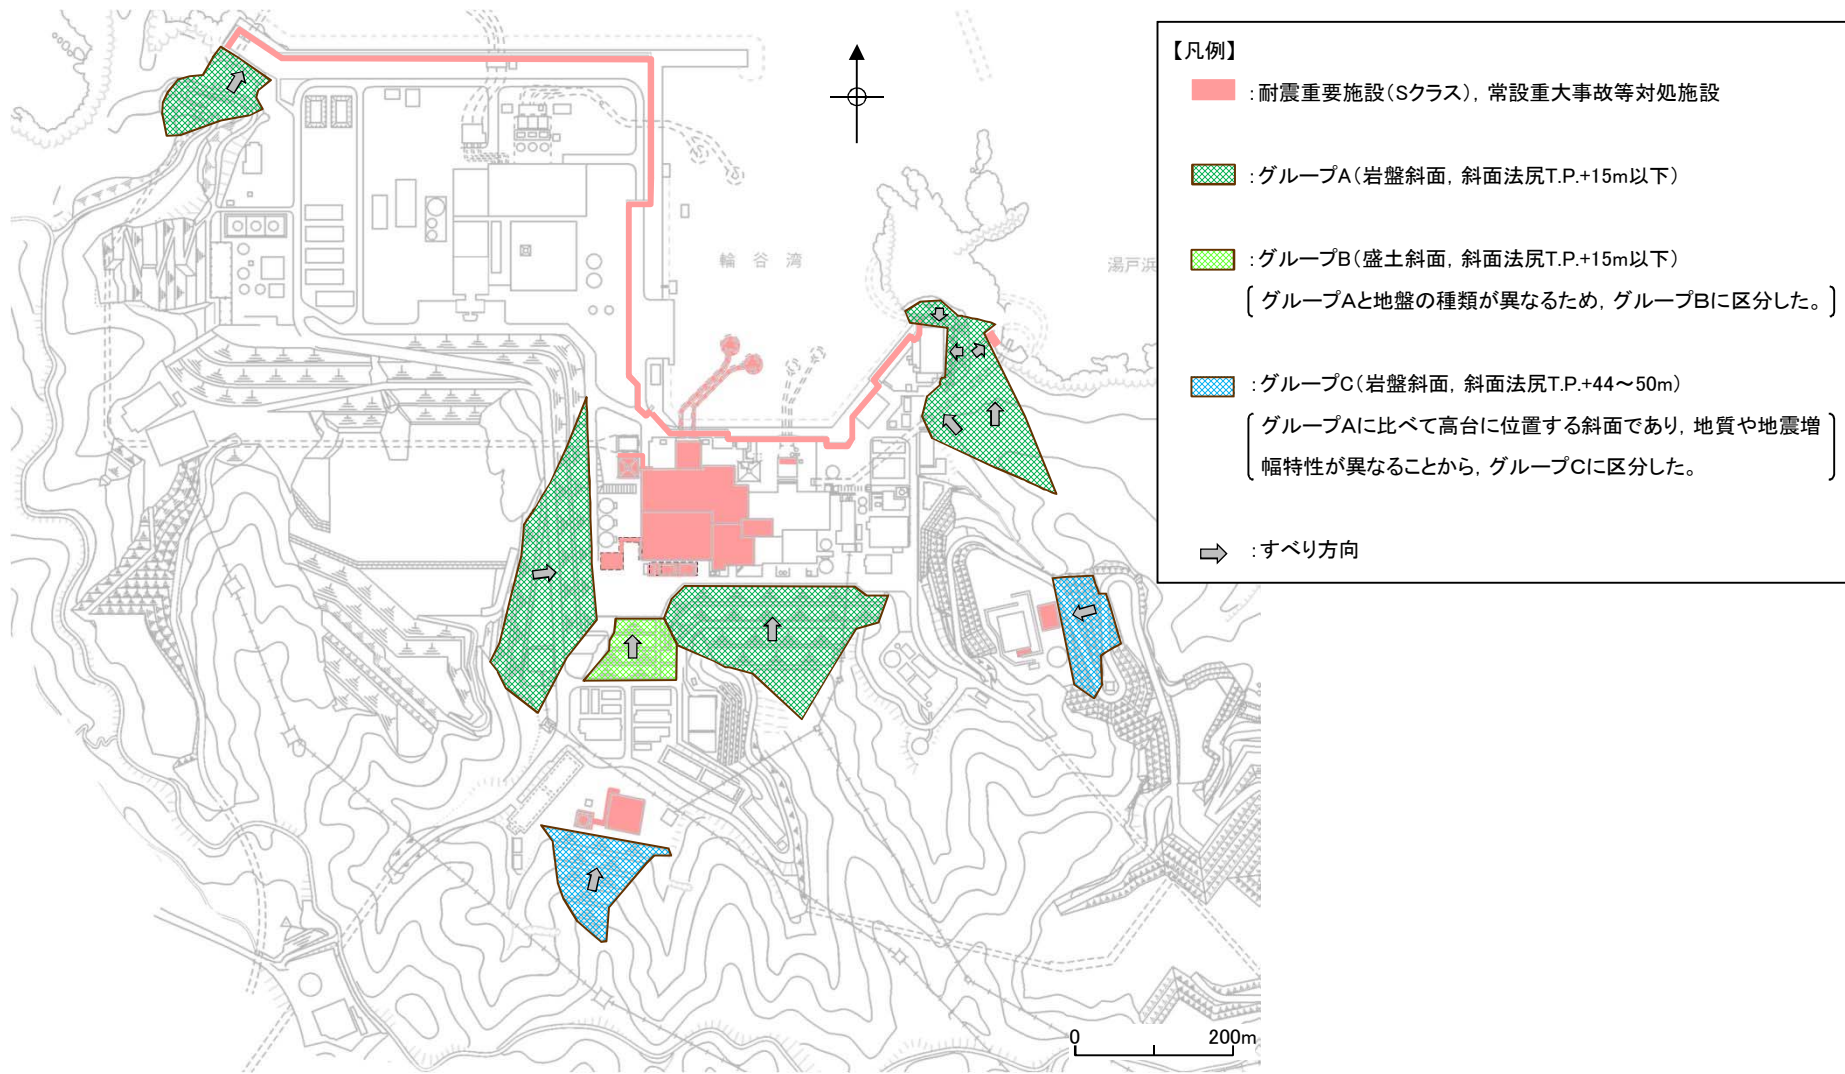 【凡例】
：耐震重要施設(Sクラス)，常設重大事故等対処施設
：グループA(岩盤斜面，斜面法尻T.P.+15m以下)
：グループB(盛土斜面，斜面法尻T.P.+15m以下)
グループAと地盤の種類が異なるため，グループBに区分した。
：グループC(岩盤斜面，斜面法尻T.P.+44～50m)
グループAに比べて高台に位置する斜面であり，地質や地震増
幅特性が異なることから，グループCに区分した。
：すべり方向
輪谷湾
湯戸浜
0 200m